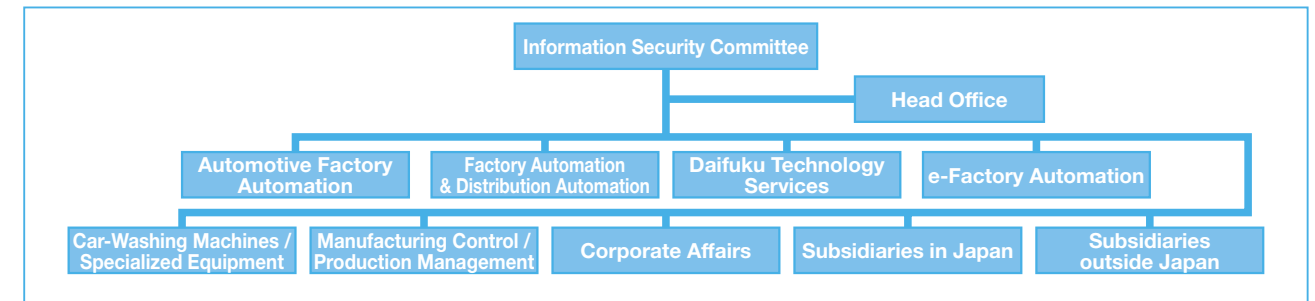 Information Security Committee
Head Office
Automotive Factory
Automation
Factory Automation
& Distribution Automation
Daifuku Technology
Services
e-Factory Automation
Car-Washing Machines /
Specialized Equipment
Manufacturing Control /
Production Management
Corporate Affairs
Subsidiaries in Japan
Subsidiaries
outside Japan